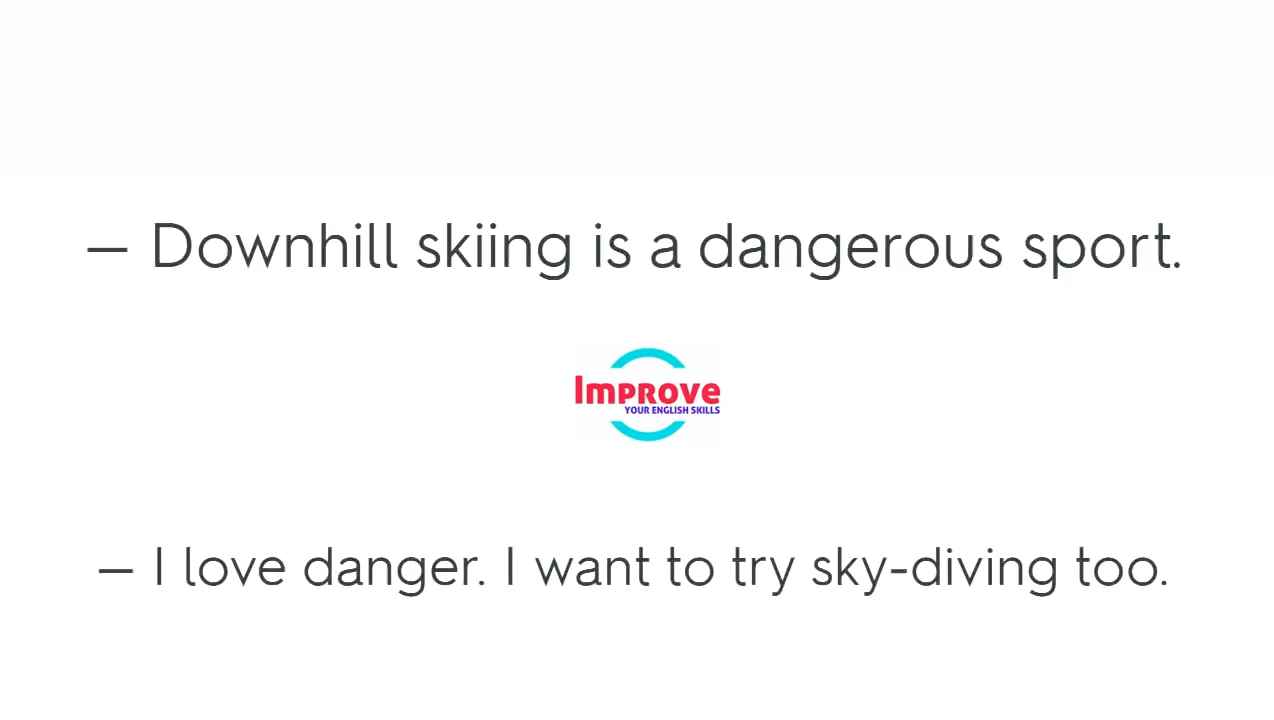 — Downhill skiing is a dangerous sport.
Improve
YOUR ENGLISH SKILLS
— I love danger. I want to try sky-diving too.